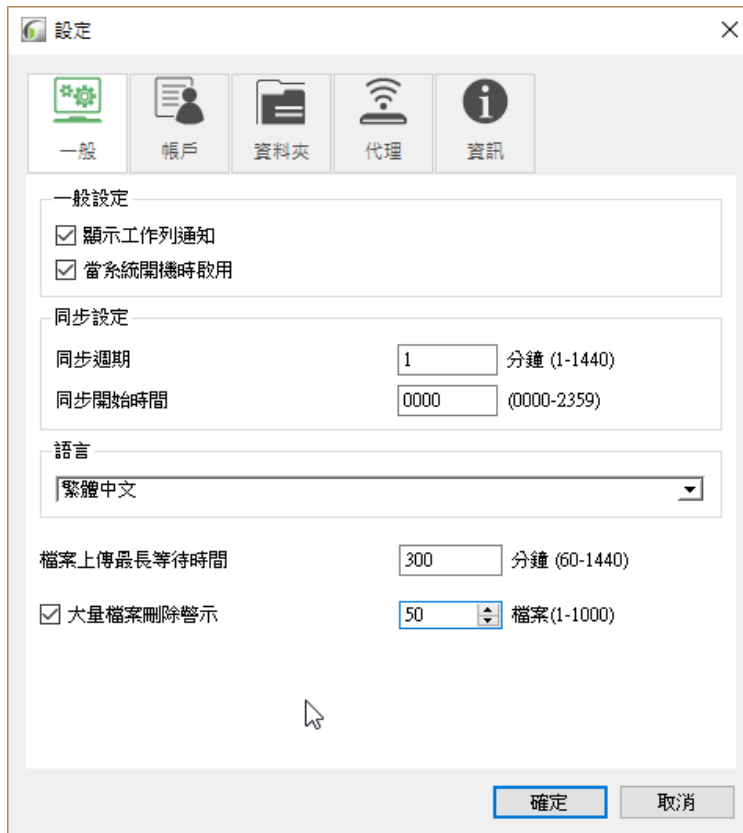 設定
一般 帳戶 資料夾 代理 資訊
一般設定
顯示工作列通知
當系統開機時啟用
同步設定
同步週期 1 分鐘 (1-1440)
同步開始時間 0000 (0000-2359)
語言
繁體中文
檔案上傳最長等待時間 300 分鐘 (60-1440)
大量檔案刪除警示 50 檔案(1-1000)
確定 取消